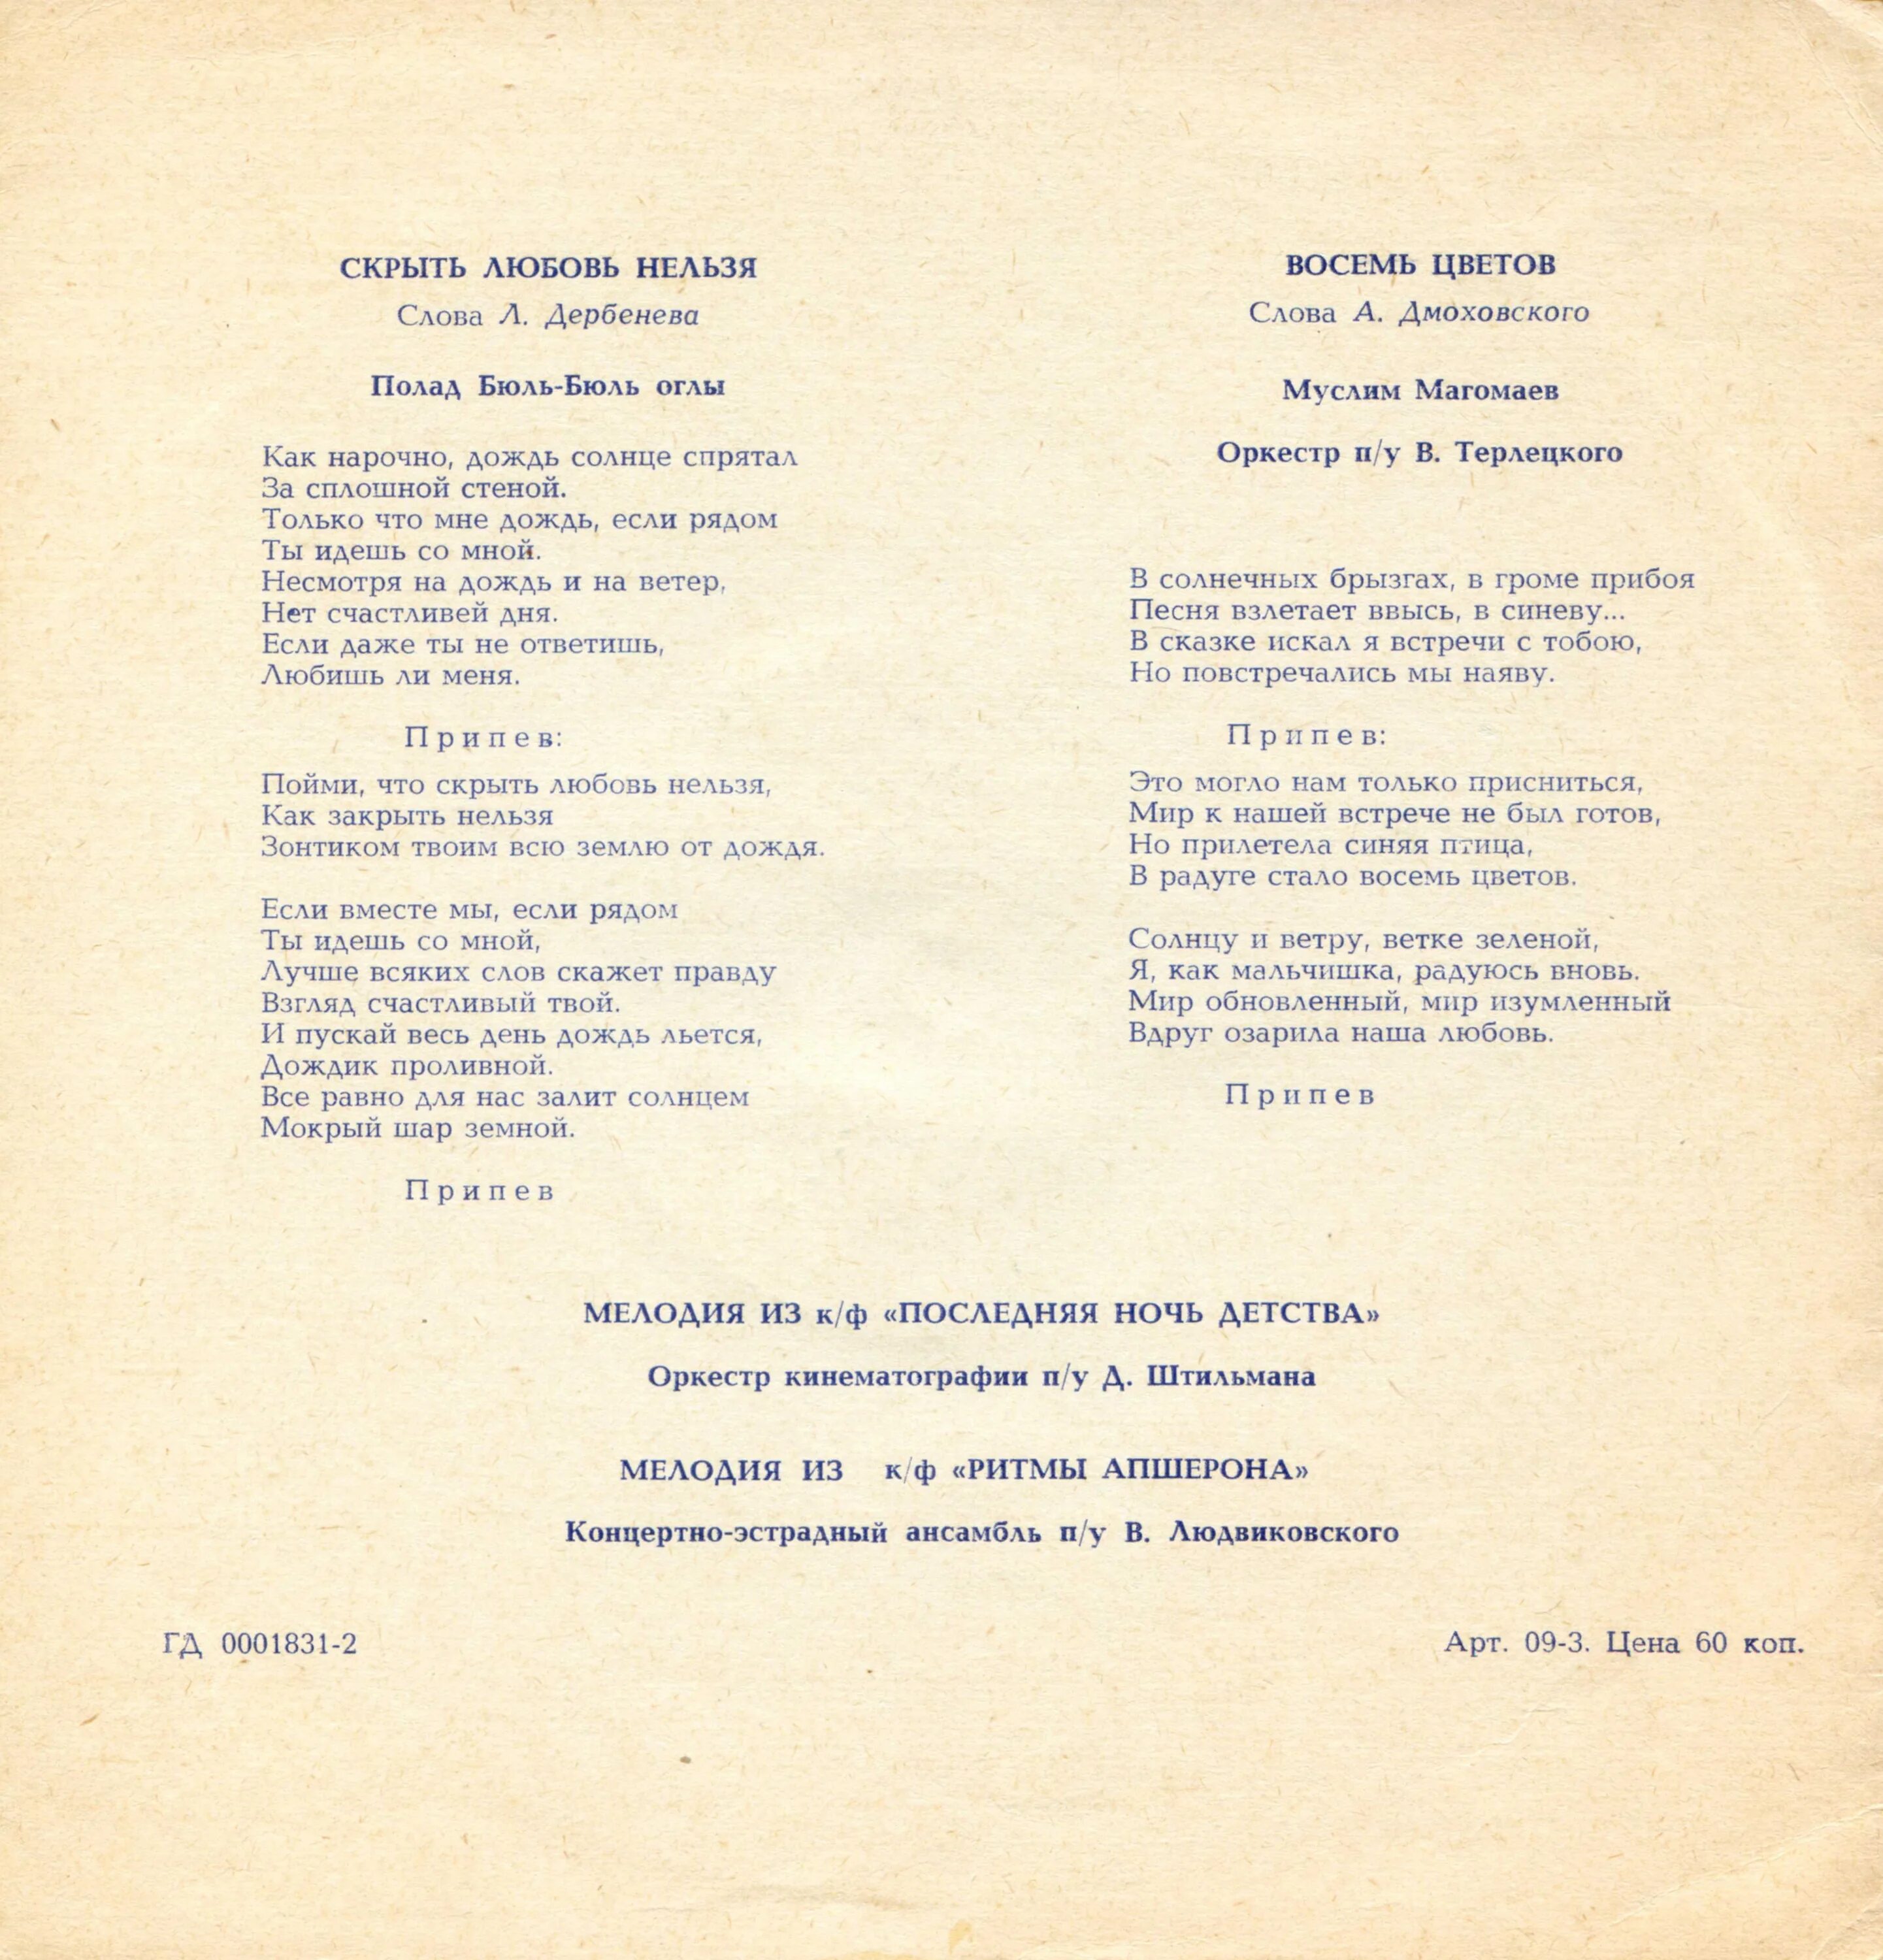 СКРЫТЬ ЛЮБОВЬ НЕЛЬЗЯ
Слова Л. Дербенева
Полад Бюль-Бюль оглы
Как нарочно, дождь солнце спрятал
За сплошной стеной.
Только что мне дождь, если рядом
Ты идешь со мной.
Несмотря на дождь и на ветер,
Нет счастливей дня.
Если даже ты не ответишь,
Любишь ли меня.
Припев:
Пойми, что скрыть любовь нельзя,
Как закрыть нельзя
Зонтиком твоим всю землю от дождя.
Если вместе мы, если рядом
Ты идешь со мной,
Лучше всяких слов скажет правду
Взгляд счастливый твой.
И пускай весь день дождь льется,
Дождик проливной.
Все равно для нас залит солнцем
Мокрый шар земной.
Припев
ВОСЕМЬ ЦВЕТОВ
Слова А. Дмоховского
Муслим Магомаев
Оркестр п/у В. Терлецкого
В солнечных брызгах, в громе прибоя
Песня взлетает ввысь, в синеву...
В сказке искал я встречи с тобою,
Но повстречались мы наяву.
Припев:
Это могло нам только присниться,
Мир к нашей встрече не был готов,
Но прилетела синяя птица,
В радуге стало восемь цветов.
Солнцу и ветру, ветке зеленой,
Я, как мальчишка, радуюсь вновь.
Мир обновленный, мир изумленный
Вдруг озарила наша любовь.
Припев
МЕЛОДИЯ ИЗ к/ф «ПОСЛЕДНЯЯ НОЧЬ ДЕТСТВА»
Оркестр кинематографии п/у Д. Штильмана
МЕЛОДИЯ ИЗ к/ф «РИТМЫ АПШЕРОНА»
Концертно-эстрадный ансамбль п/у В. Людвиковского
ГД 0001831-2
Арт. 09-3. Цена 60 коп.